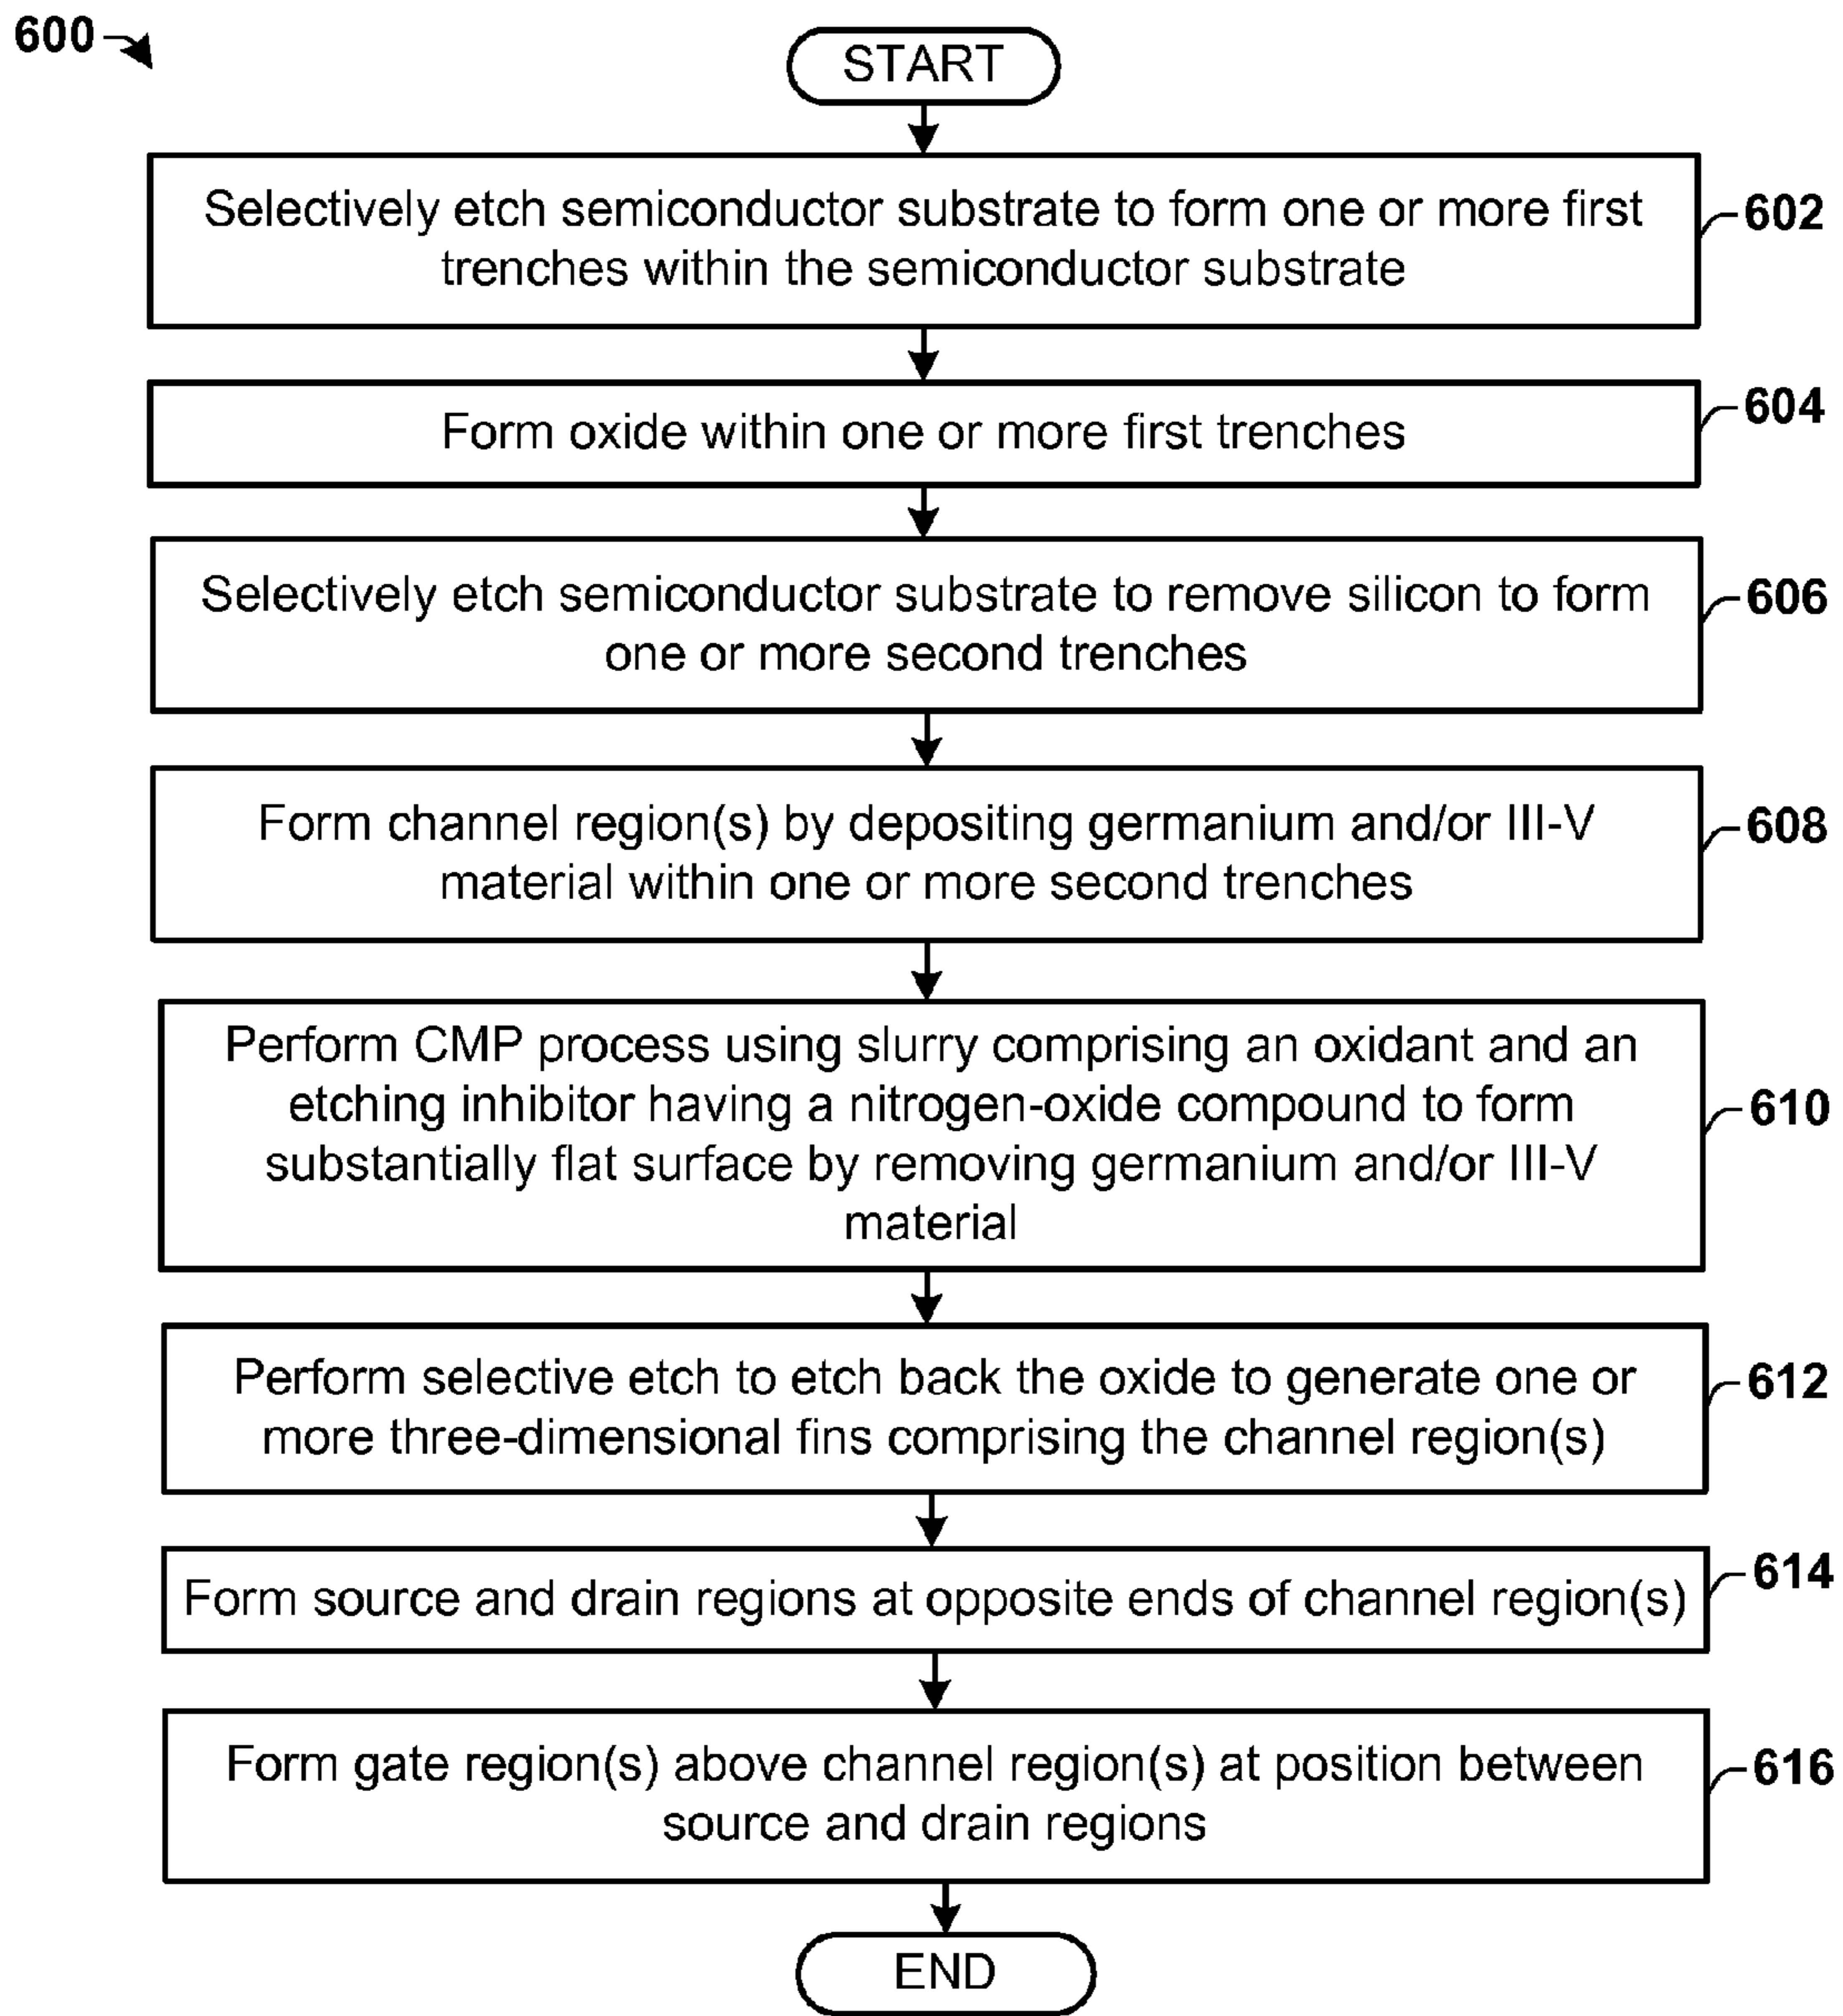 600
START
Selectively etch semiconductor substrate to form one or more first
trenches within the semiconductor substrate
602
Form oxide within one or more first trenches
604
Selectively etch semiconductor substrate to remove silicon to form
one or more second trenches
606
Form channel region(s) by depositing germanium and/or III-V
material within one or more second trenches
608
Perform CMP process using slurry comprising an oxidant and an
etching inhibitor having a nitrogen-oxide compound to form
substantially flat surface by removing germanium and/or III-V
material
610
Perform selective etch to etch back the oxide to generate one or
more three-dimensional fins comprising the channel region(s)
612
Form source and drain regions at opposite ends of channel region(s)
614
Form gate region(s) above channel region(s) at position between
source and drain regions
616
END